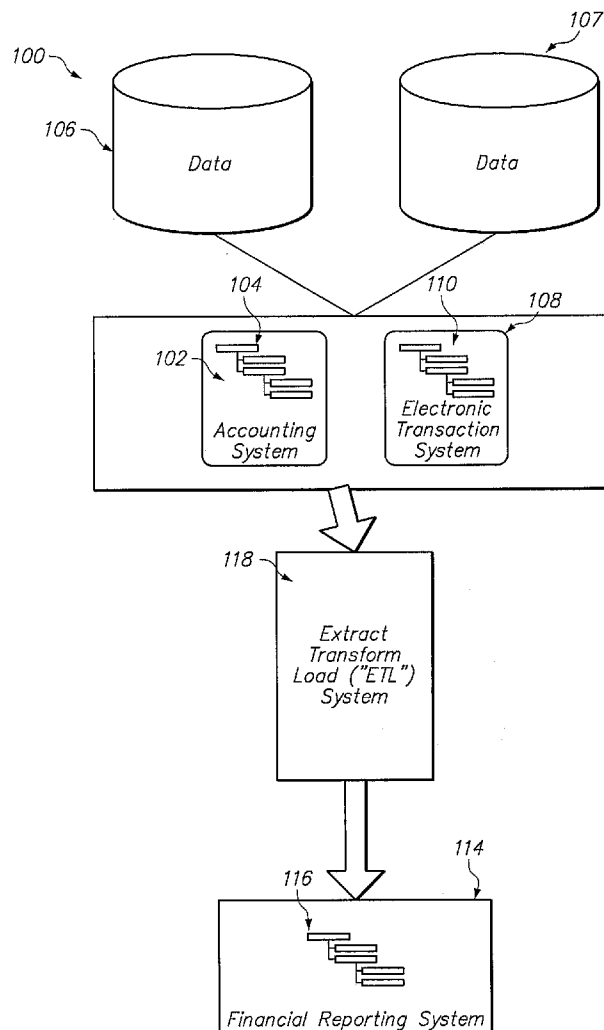 107
100
106
Data
Data
104
110
108
102
Accounting
System
Electronic
Transaction
System
118
Extract
Transform
Load ("ETL")
System
114
116
Financial Reporting System